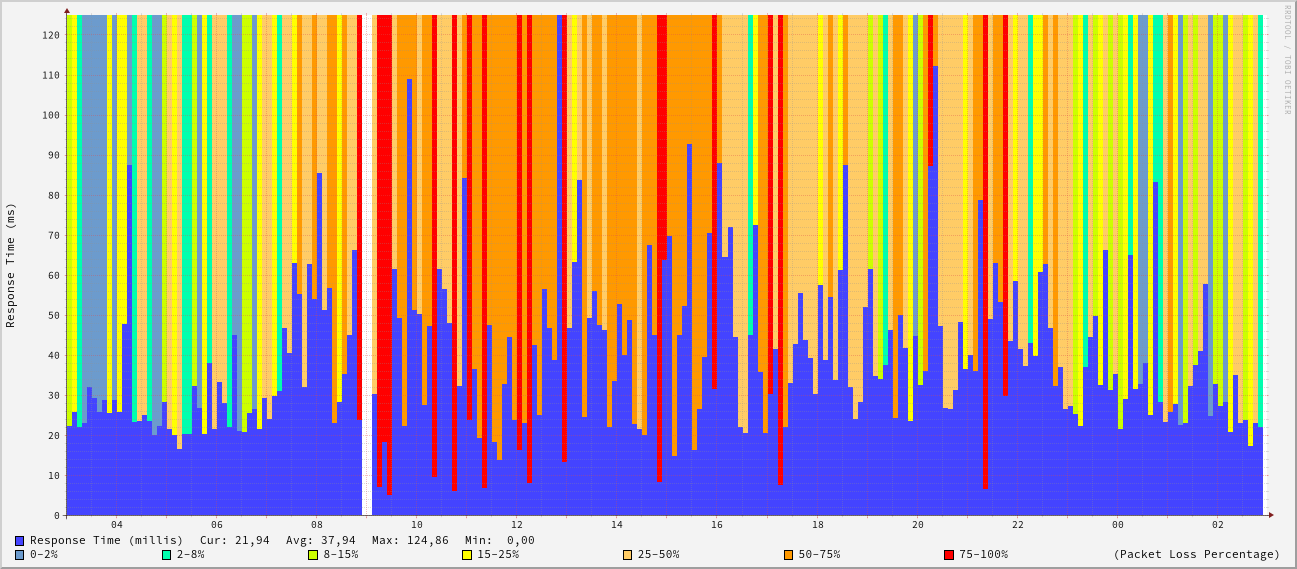 RRDTOOL / TOBI OETIKER
Response Time (ms)
120
110
100
90
80
70
60
50
40
30
20
10
0
04 06 08 10 12 14 16 18 20 22 00 02
Response Time (millis) Cur: 21,94 Avg: 37,94 Max: 124,86 Min: 0,00
0-2% 2-8% 8-15% 15-25% 25-50% 50-75% 75-100% (Packet Loss Percentage)